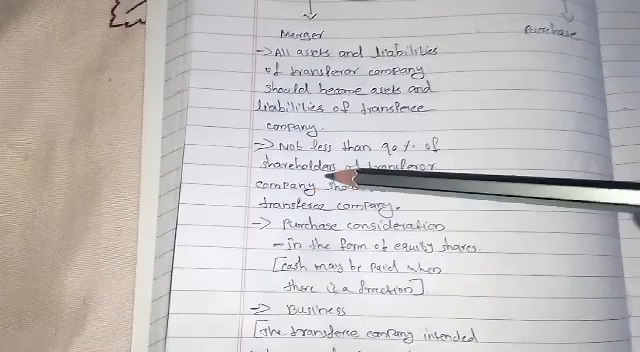 Merger
Purchase
-> All assets and liabilities
of transferor company
should become assets and
liabilities of transferee
company.
-> Not less than 90% of
shareholders of transferor
company
transferee company.
-> Purchase consideration
- in the form of equity shares.
[cash may be paid when
there is a fraction].
-> Business
[The transferee company intended